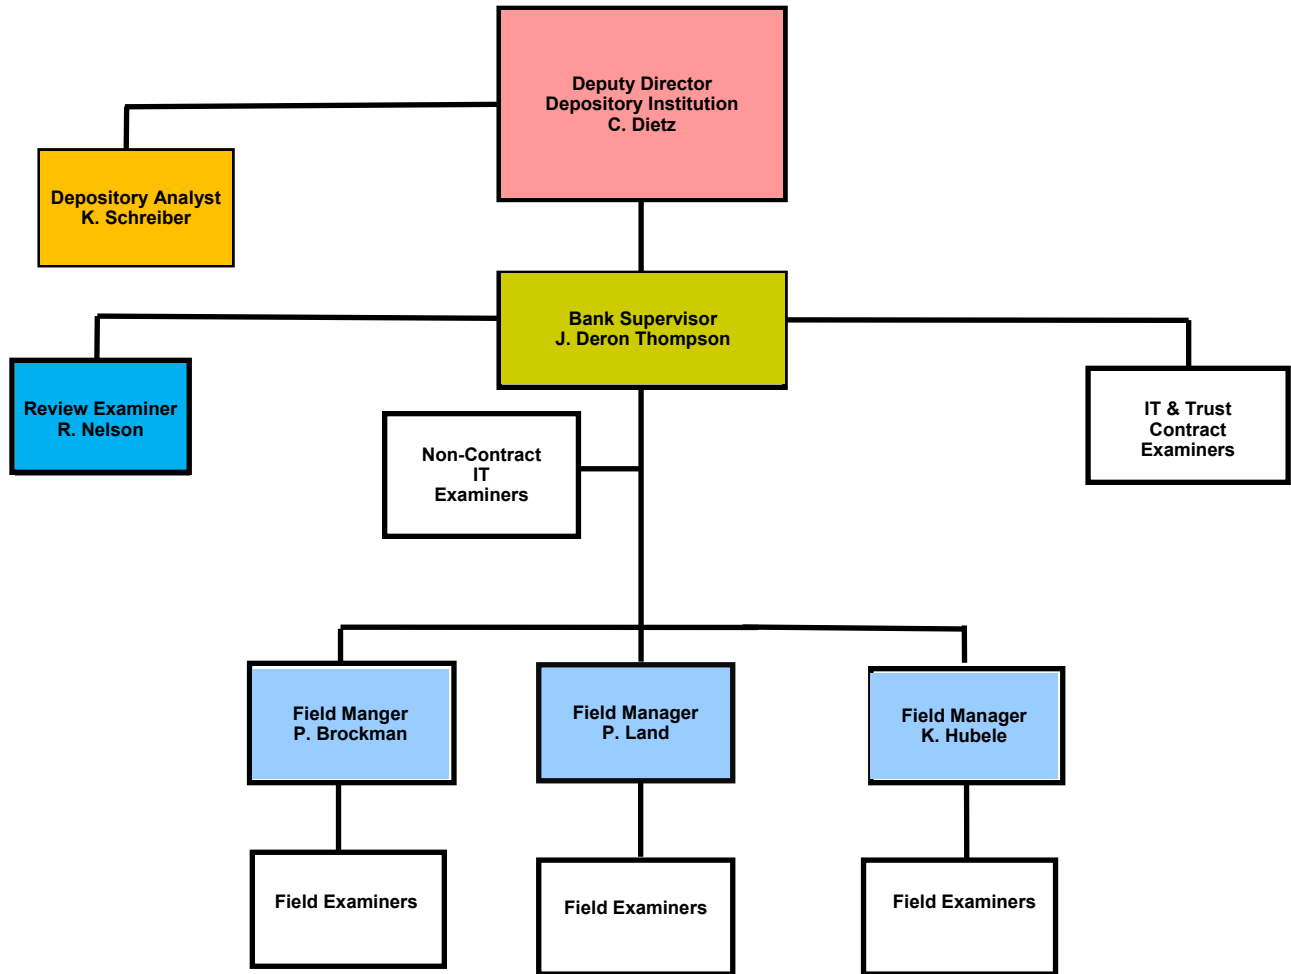 Deputy Director
Depository Institution
C. Dietz
Depository Analyst
K. Schreiber
Bank Supervisor
J. Deron Thompson
Review Examiner
R. Nelson
IT & Trust
Contract
Examiners
Non-Contract
IT
Examiners
Field Manger
P. Brockman
Field Manager
P. Land
Field Manager
K. Hubele
Field Examiners
Field Examiners
Field Examiners